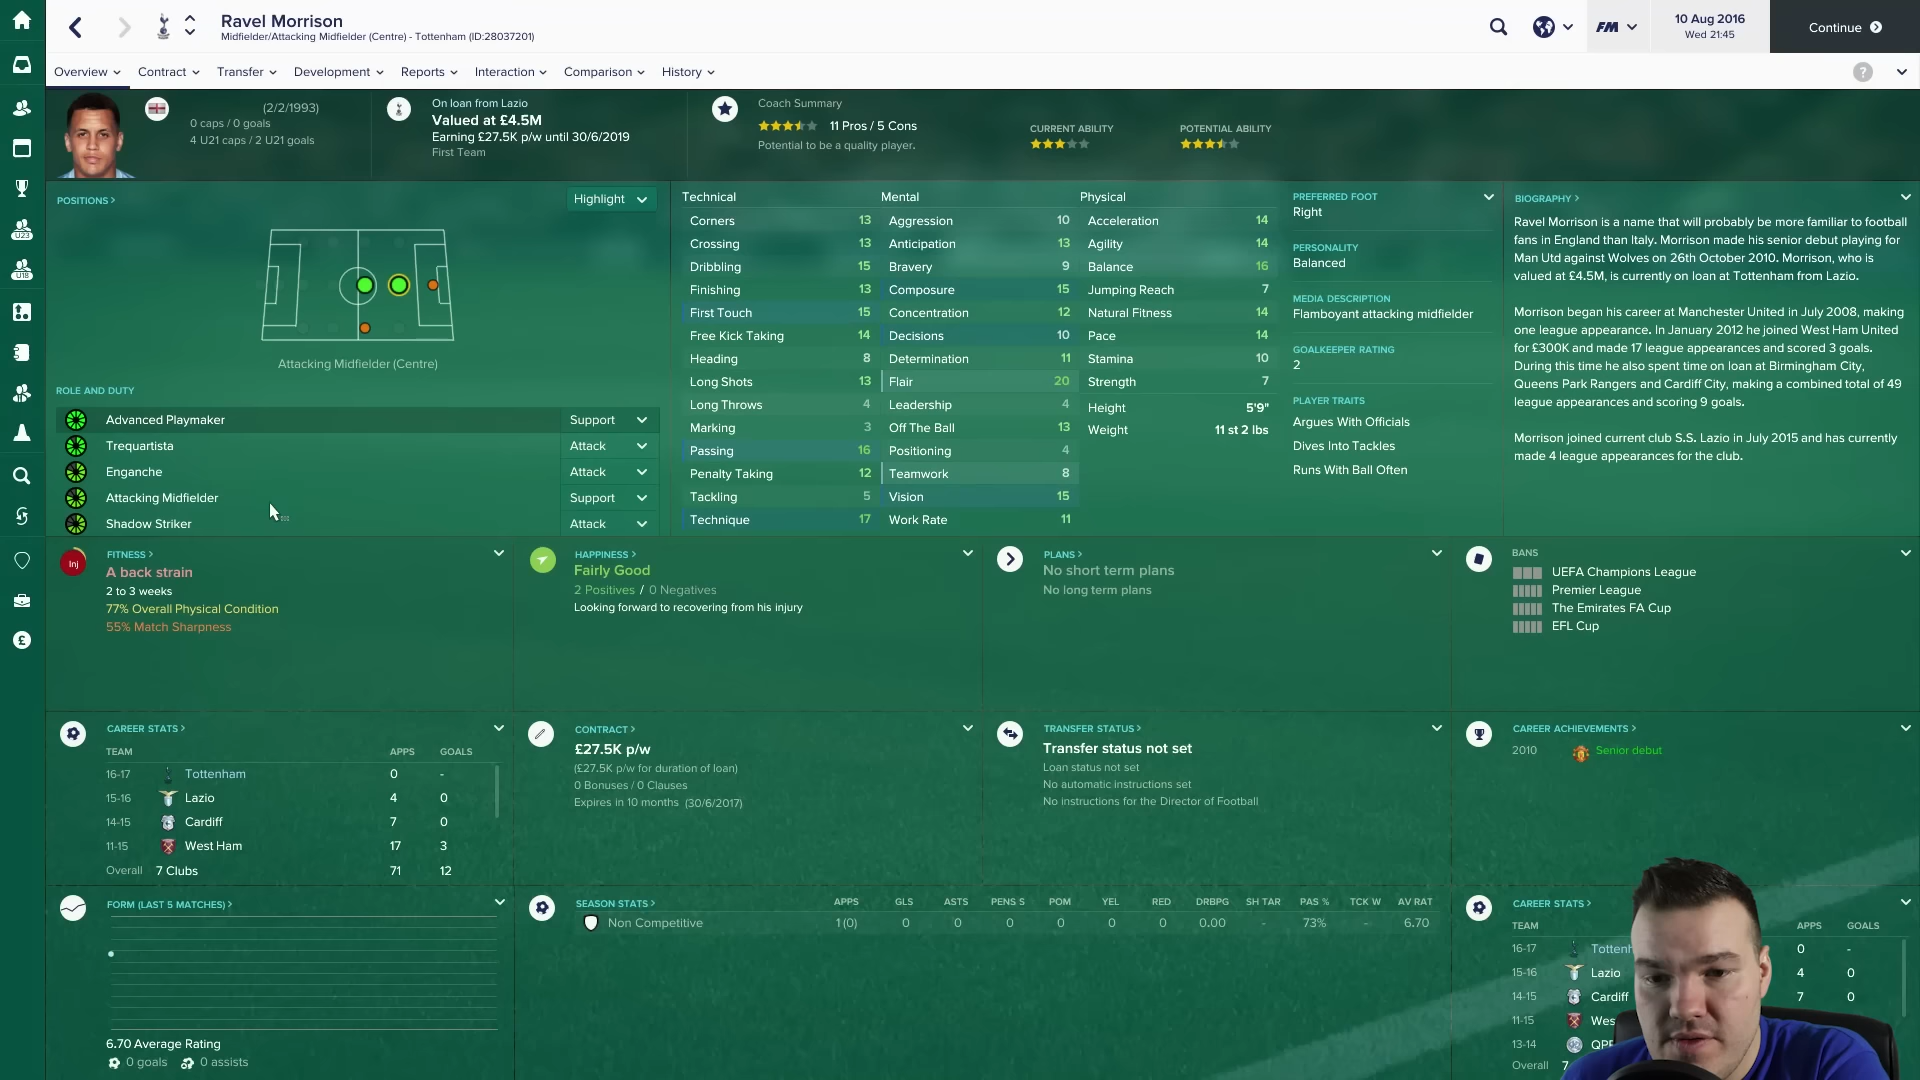 Ravel Morrison
Midfielder/Attacking Midfielder (Centre) - Tottenham (ID:28037201)
FM
10 Aug 2016
Wed 21:45
Continue
Overview
Contract
Transfer
Development
Reports
Interaction
Comparison
History
?
(2/2/1993)
0 caps / 0 goals
4 U21 caps / 2 U21 goals
On loan from Lazio
Valued at £4.5M
Earning £27.5K p/w until 30/6/2019
First Team
Coach Summary
11 Pros / 5 Cons
Potential to be a quality player.
CURRENT ABILITY
POTENTIAL ABILITY
U23
U18
POSITIONS >
Highlight
Attacking Midfielder (Centre)
ROLE AND DUTY
Advanced Playmaker Support
Trequartista Attack
Enganche Attack
Attacking Midfielder Support
Shadow Striker Attack
Technical
Corners 13
Crossing 13
Dribbling 15
Finishing 13
First Touch 15
Free Kick Taking 14
Heading 8
Long Shots 13
Long Throws 4
Marking 3
Passing 16
Penalty Taking 12
Tackling 5
Technique 17
Mental
Aggression 10
Anticipation 13
Bravery 9
Composure 15
Concentration 12
Decisions 10
Determination 11
Flair 20
Leadership 4
Off The Ball 13
Positioning 4
Teamwork 8
Vision 15
Work Rate 11
Physical
Acceleration 14
Agility 14
Balance 16
Jumping Reach 7
Natural Fitness 14
Pace 14
Stamina 10
Strength 7
Height 5'9"
Weight 11 st 2 lbs
PREFERRED FOOT
Right
PERSONALITY
Balanced
MEDIA DESCRIPTION
Flamboyant attacking midfielder
GOALKEEPER RATING
2
PLAYER TRAITS
Argues With Officials
Dives Into Tackles
Runs With Ball Often
BIOGRAPHY >
Ravel Morrison is a name that will probably be more familiar to football
fans in England than Italy. Morrison made his senior debut playing for
Man Utd against Wolves on 26th October 2010. Morrison, who is
valued at £4.5M, is currently on loan at Tottenham from Lazio.
Morrison began his career at Manchester United in July 2008, making
one league appearance. In January 2012 he joined West Ham United
for £300K and made 17 league appearances and scored 3 goals.
During this time he also spent time on loan at Birmingham City,
Queens Park Rangers and Cardiff City, making a combined total of 49
league appearances and scoring 9 goals.
Morrison joined current club S.S. Lazio in July 2015 and has currently
made 4 league appearances for the club.
Inj
FITNESS >
A back strain
2 to 3 weeks
77% Overall Physical Condition
55% Match Sharpness
HAPPINESS >
Fairly Good
2 Positives / 0 Negatives
Looking forward to recovering from his injury
PLANS >
No short term plans
No long term plans
BANS
UEFA Champions League
Premier League
The Emirates FA Cup
EFL Cup
CAREER STATS >
TEAM APPS GOALS
16-17 Tottenham 0 -
15-16 Lazio 4 0
14-15 Cardiff 7 0
11-15 West Ham 17 3
Overall 7 Clubs 71 12
CONTRACT >
£27.5K p/w
(£27.5K p/w for duration of loan)
0 Bonuses / 0 Clauses
Expires in 10 months (30/6/2017)
TRANSFER STATUS >
Transfer status not set
Loan status not set
No automatic instructions set
No instructions for the Director of Football
CAREER ACHIEVEMENTS >
2010 Senior debut
FORM (LAST 5 MATCHES) >
6.70 Average Rating
0 goals 0 assists
SEASON STATS > APPS GLS ASTS PENS S POM YEL RED DRBPG SH TAR PAS % TCK W AV RAT
Non Competitive 1(0) 0 0 0 0 0 0 0.00 - 73% - 6.70
CAREER STATS >
TEAM APPS GOALS
16-17 0 -
15-16 Lazio 4 0
14-15 Cardiff 7 0
11-15
13-14
Overall 7